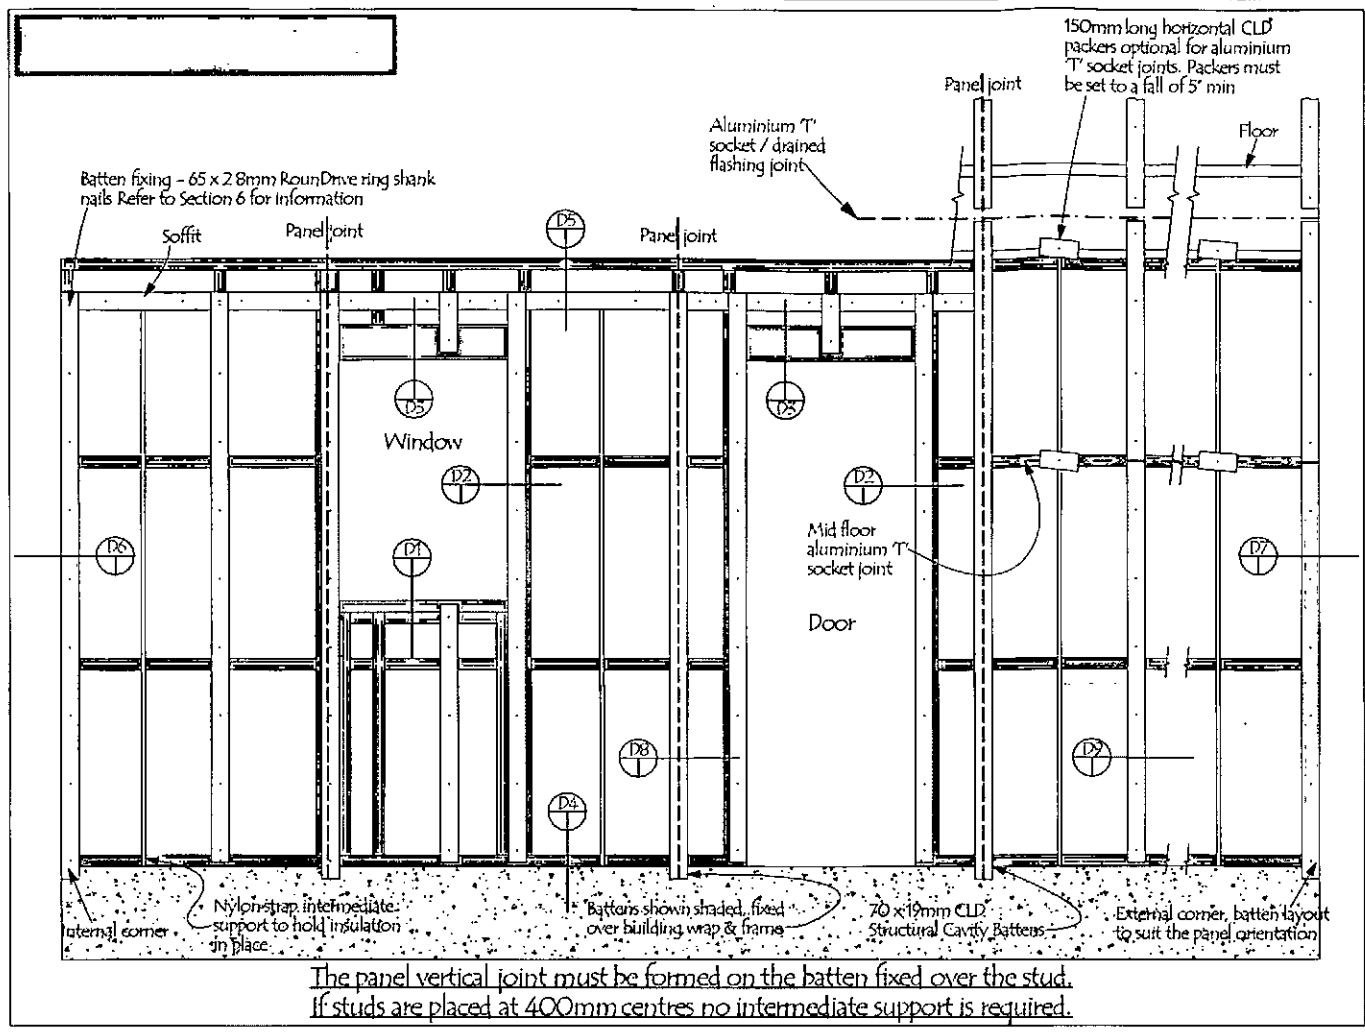 150mm long horizontal CLD
packers optional for aluminium
'T' socket joints. Packers must
be set to a fall of 5° min
Panel joint
Aluminium 'T'
socket / drained
flashing joint
Floor
Batten fixing - 65 x 2 8mm RounDrive ring shank
nails Refer to Section 6 for information
Soffit
Panel joint
D5
Panel joint
D3
D3
Window
D2
D2
Mid floor
aluminium 'T'
socket joint
D6
D1
D7
Door
D8
D9
D4
Internal corner
Nylon strap intermediate
support to hold insulation
in place
Battens shown shaded, fixed
over building wrap & frame
70 x 19mm CLD
Structural Cavity Battens
External corner, batten layout
to suit the panel orientation
The panel vertical joint must be formed on the batten fixed over the stud.
If studs are placed at 400mm centres no intermediate support is required.